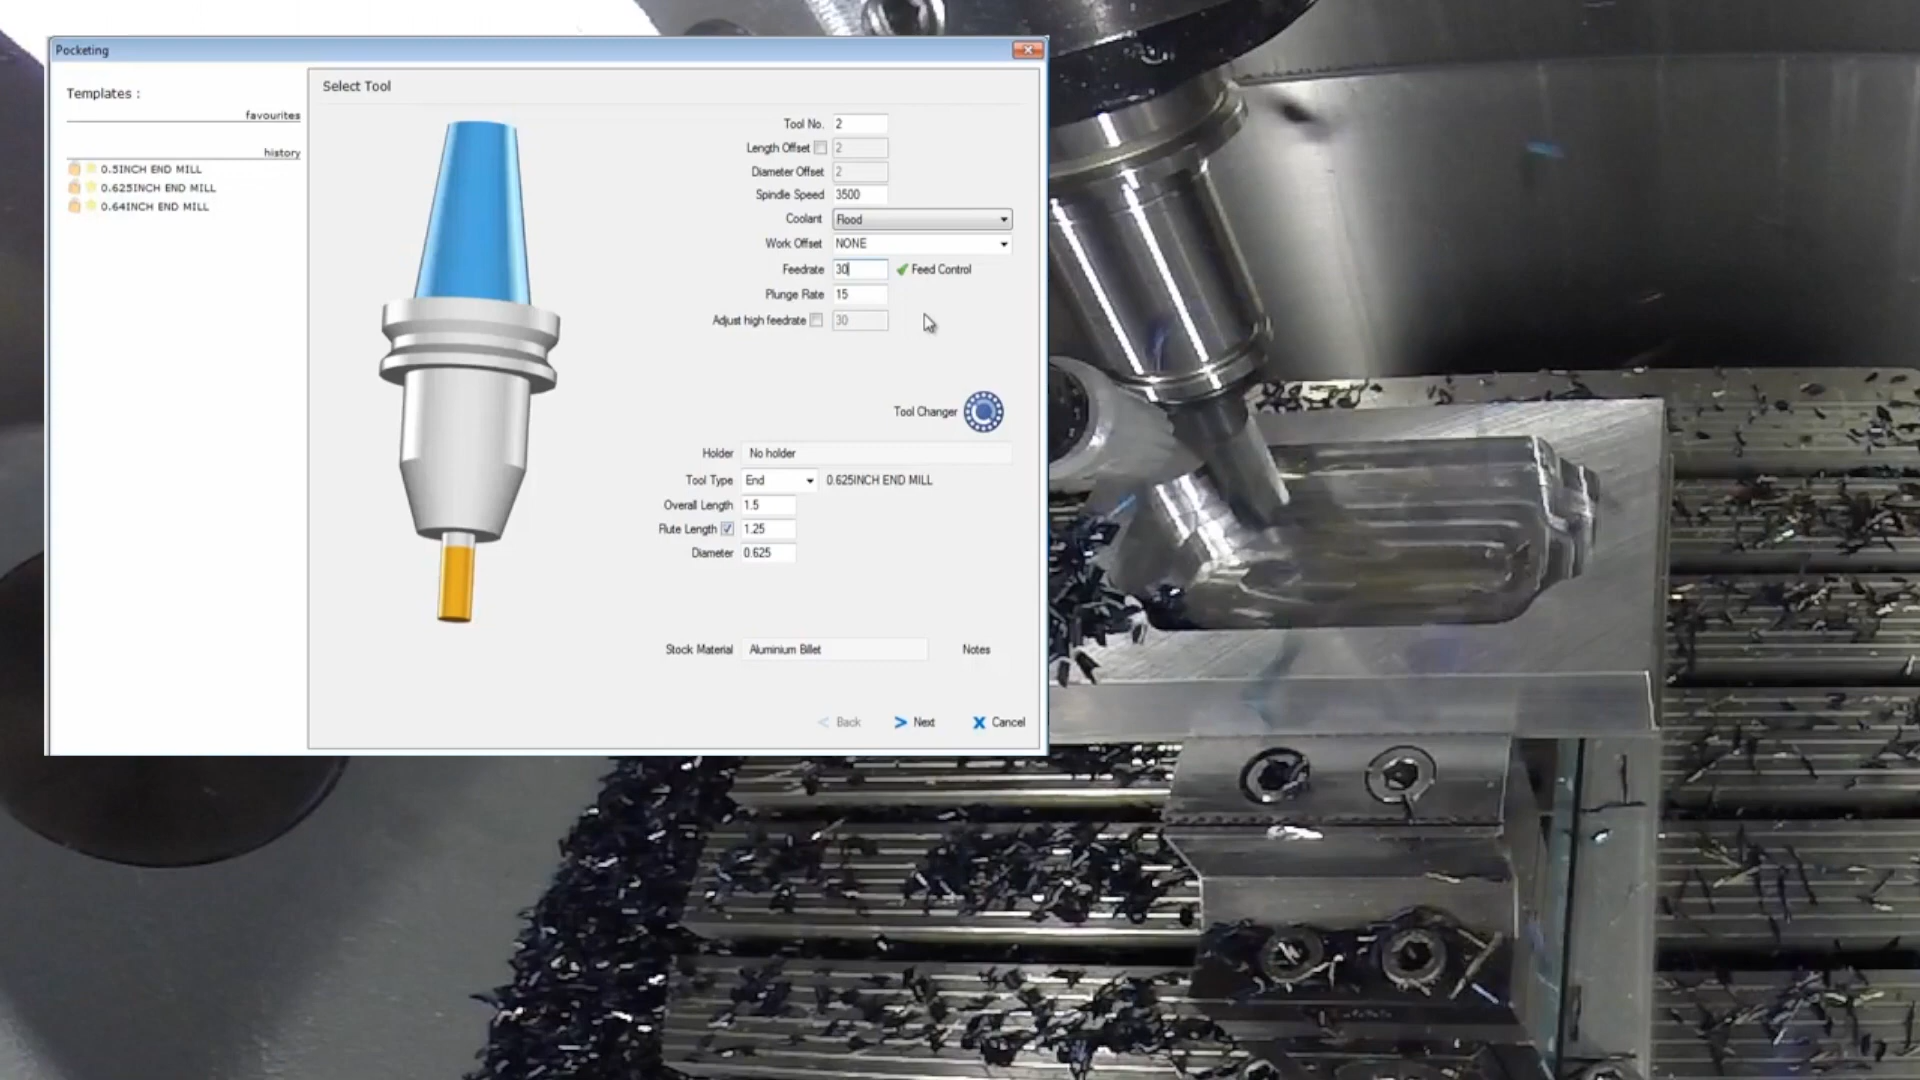 Pocketing
Templates :
favourites
history
0.5INCH END MILL
0.625INCH END MILL
0.64INCH END MILL
Select Tool
Tool No. 2
Length Offset 2
Diameter Offset 2
Spindle Speed 3500
Coolant Flood
Work Offset NONE
Feedrate 30 Feed Control
Plunge Rate 15
Adjust high feedrate 30
Tool Changer
Holder No holder
Tool Type End 0.625INCH END MILL
Overall Length 1.5
Flute Length 1.25
Diameter 0.625
Stock Material Aluminium Billet Notes
< Back > Next X Cancel